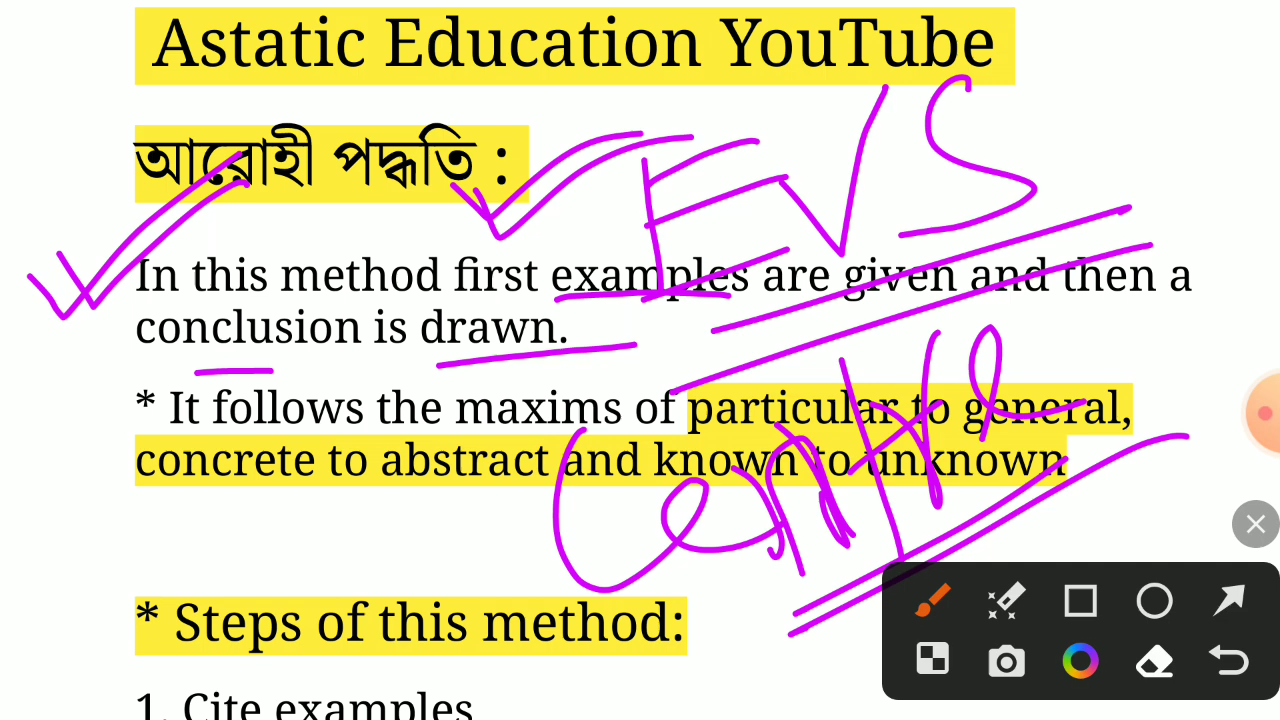 Astatic Education YouTube
আরোহী পদ্ধতি :
EVS
In this method first examples are given and then a
conclusion is drawn.
* It follows the maxims of particular to general,
concrete to abstract and known to unknown
* Steps of this method:
1. Cite examples